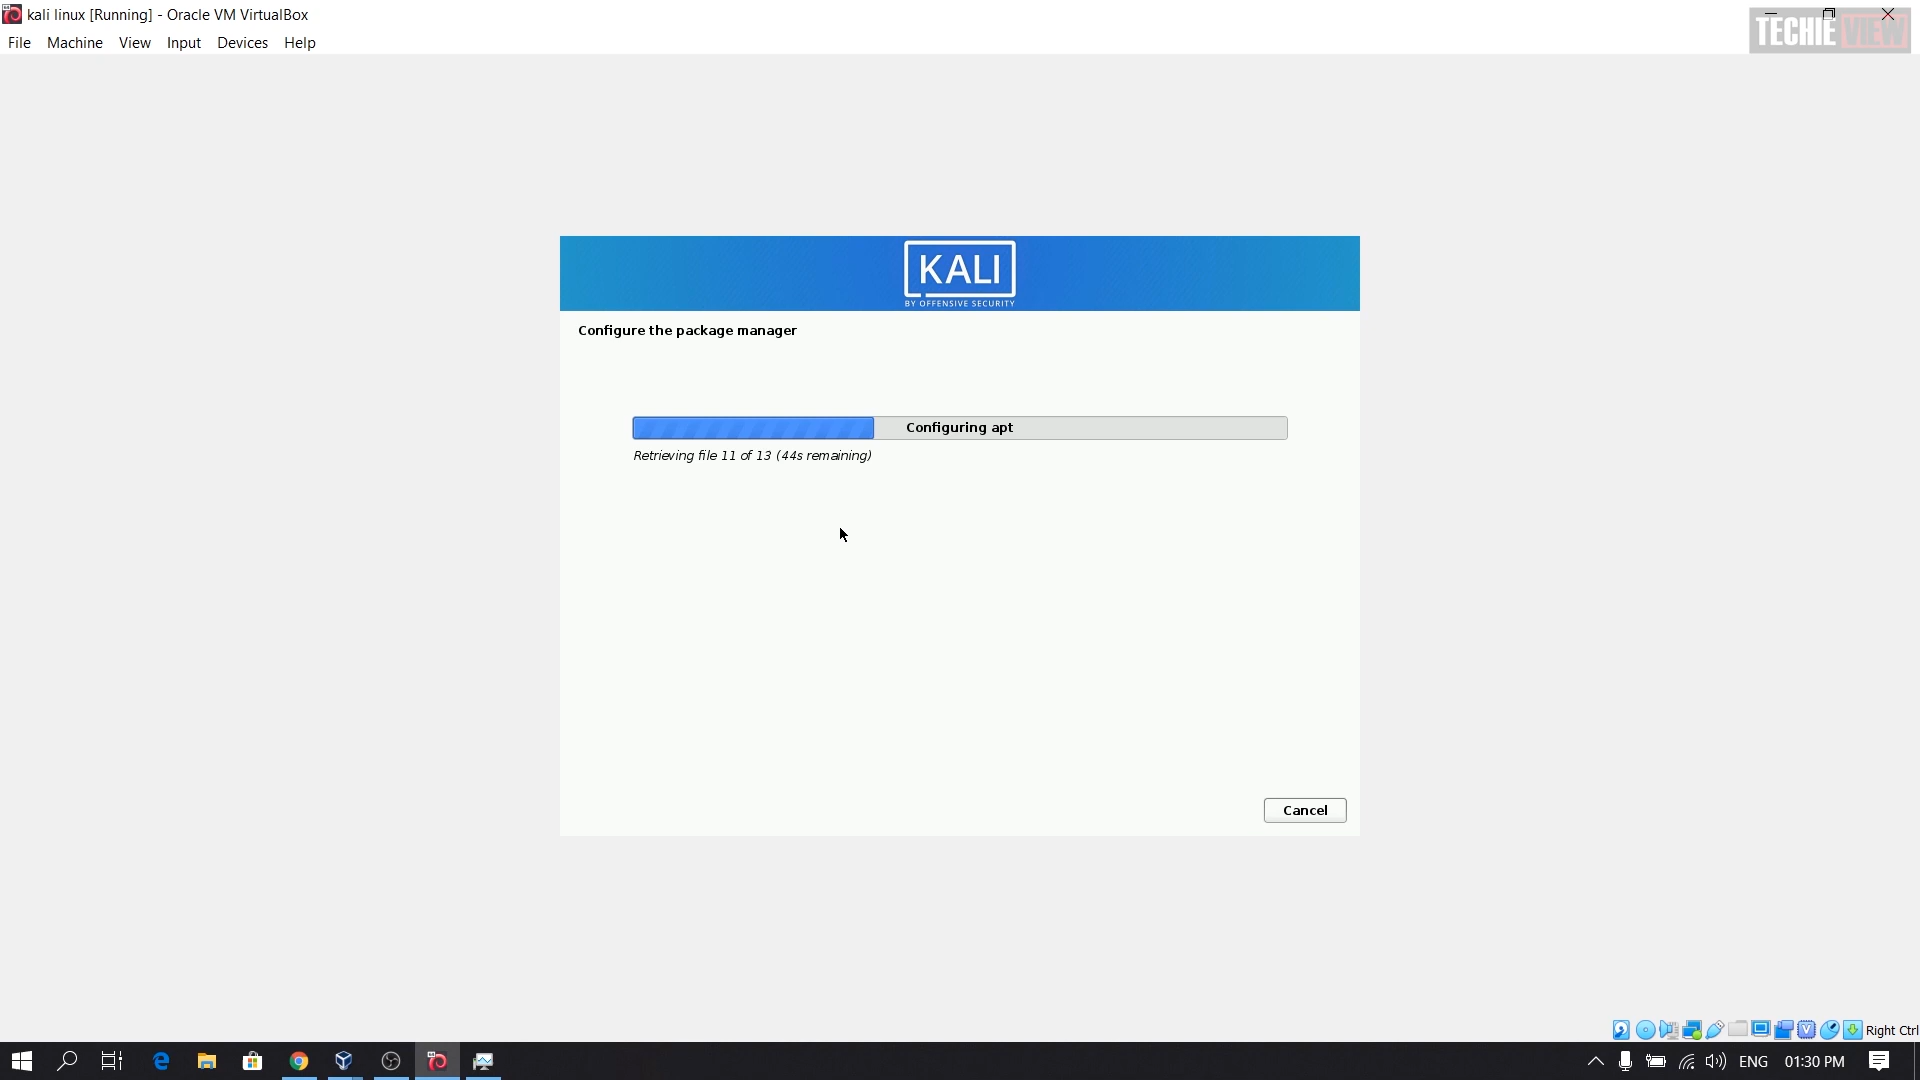 kali linux [Running] - Oracle VM VirtualBox
File Machine View Input Devices Help
TECHIE VIEW
KALI
BY OFFENSIVE SECURITY
Configure the package manager
Configuring apt
Retrieving file 11 of 13 (44s remaining)
Cancel
Right Ctrl
ENG 01:30 PM